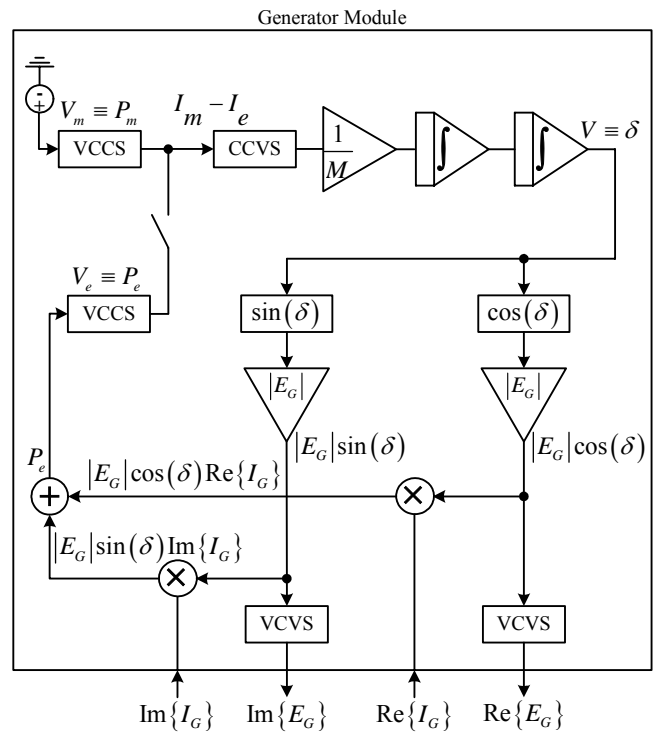 Generator Module
V_m ≡ P_m
I_m − I_e
V ≡ δ
- +
VCCS
CCVS
1/M
∫
∫
V_e ≡ P_e
VCCS
sin(δ)
cos(δ)
|E_G|
|E_G|
|E_G|sin(δ)
|E_G|cos(δ)
P_e
|E_G|cos(δ)Re{I_G}
+
×
|E_G|sin(δ)Im{I_G}
×
VCVS
VCVS
Im{I_G}
Im{E_G}
Re{I_G}
Re{E_G}